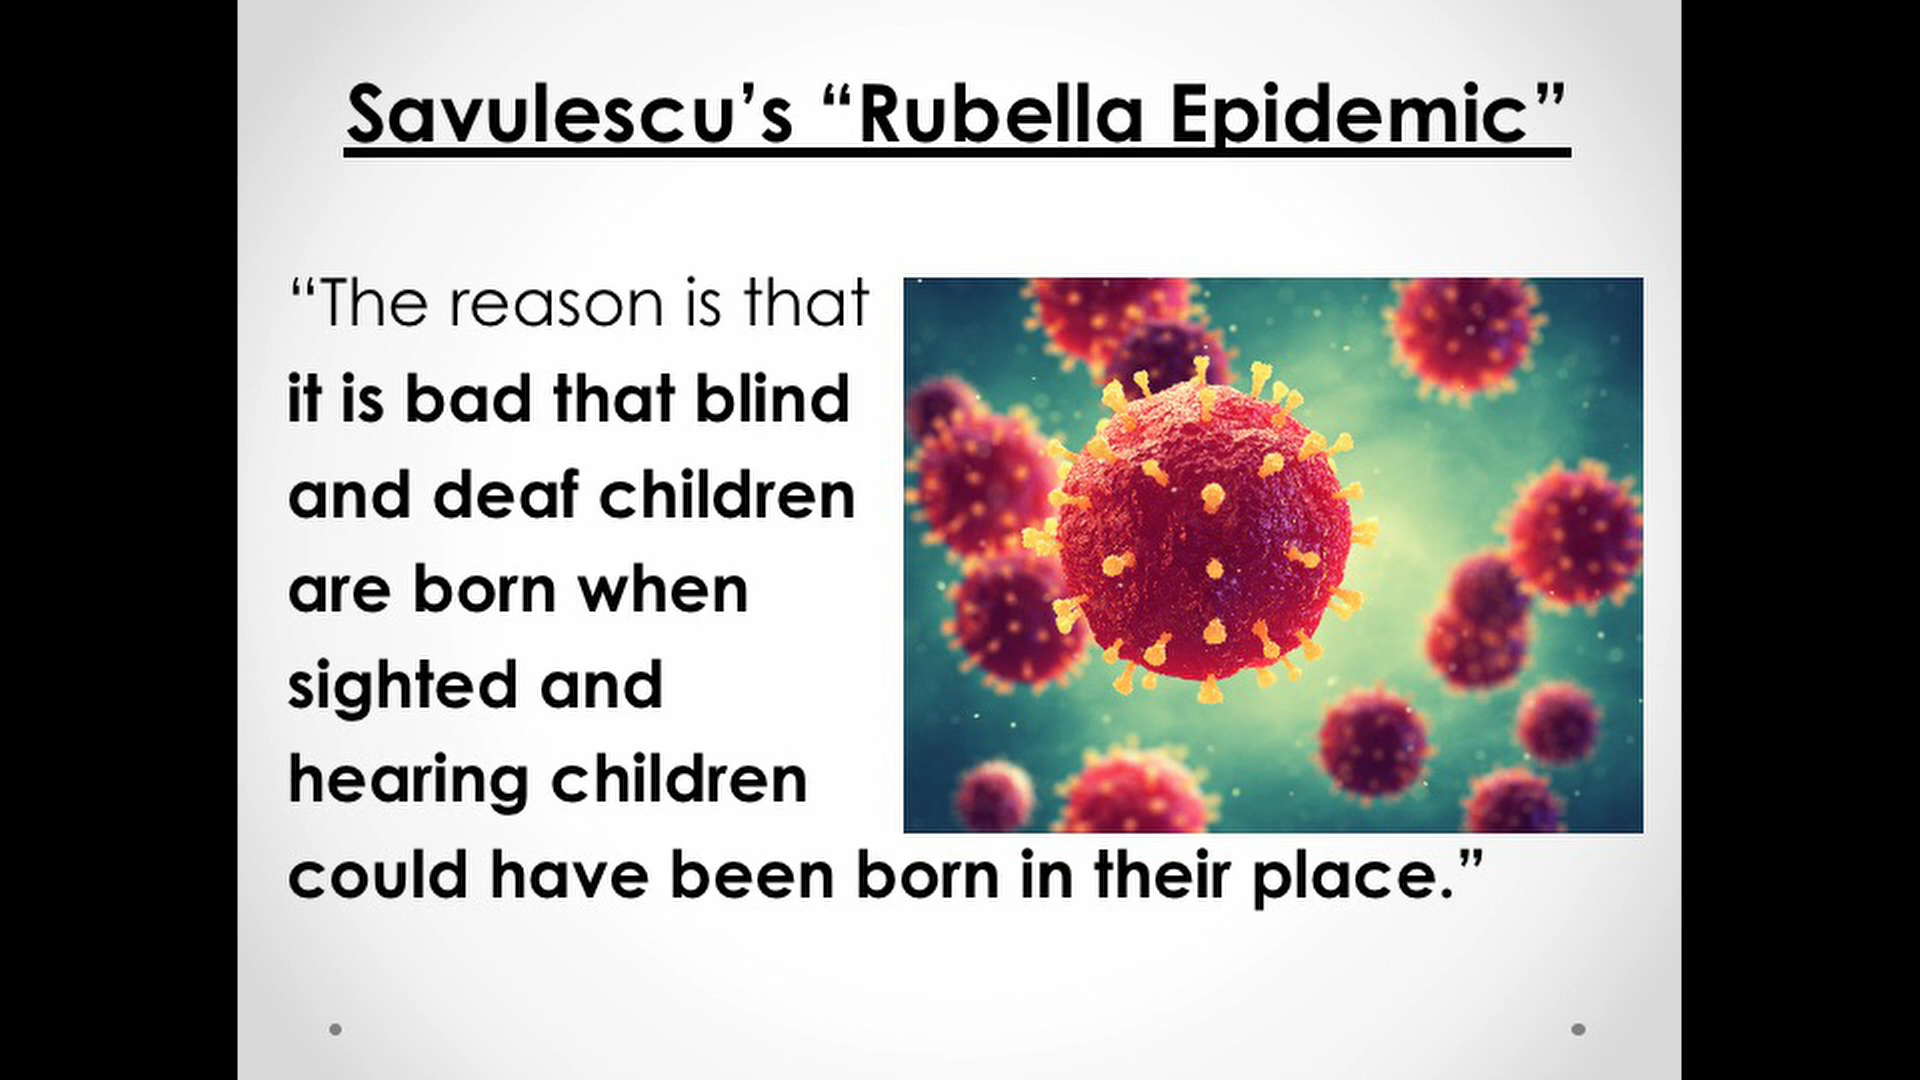 Savulescu’s “Rubella Epidemic”
“The reason is that
it is bad that blind
and deaf children
are born when
sighted and
hearing children
could have been born in their place.”